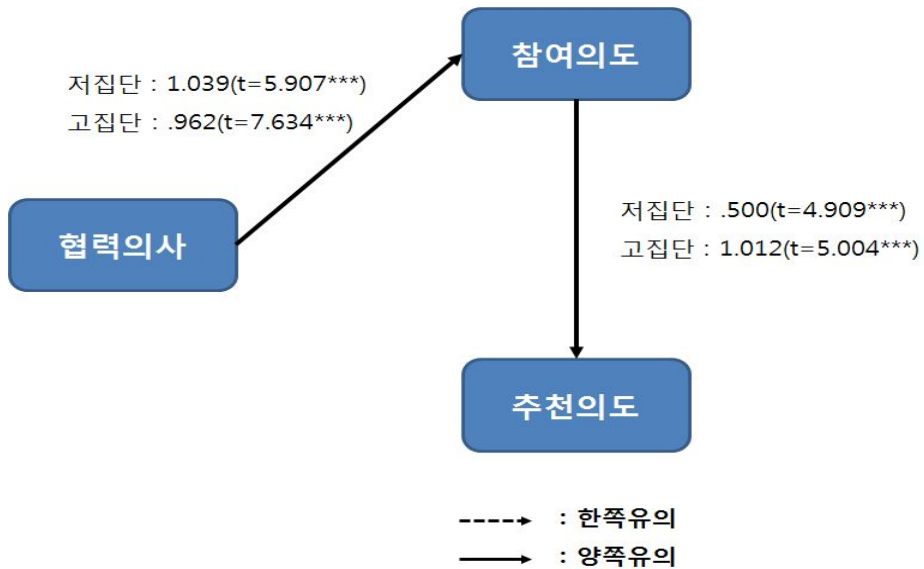 참여의도
저집단 : 1.039(t=5.907***)
고집단 : .962(t=7.634***)
협력의사
저집단 : .500(t=4.909***)
고집단 : 1.012(t=5.004***)
추천의도
: 한쪽유의
: 양쪽유의